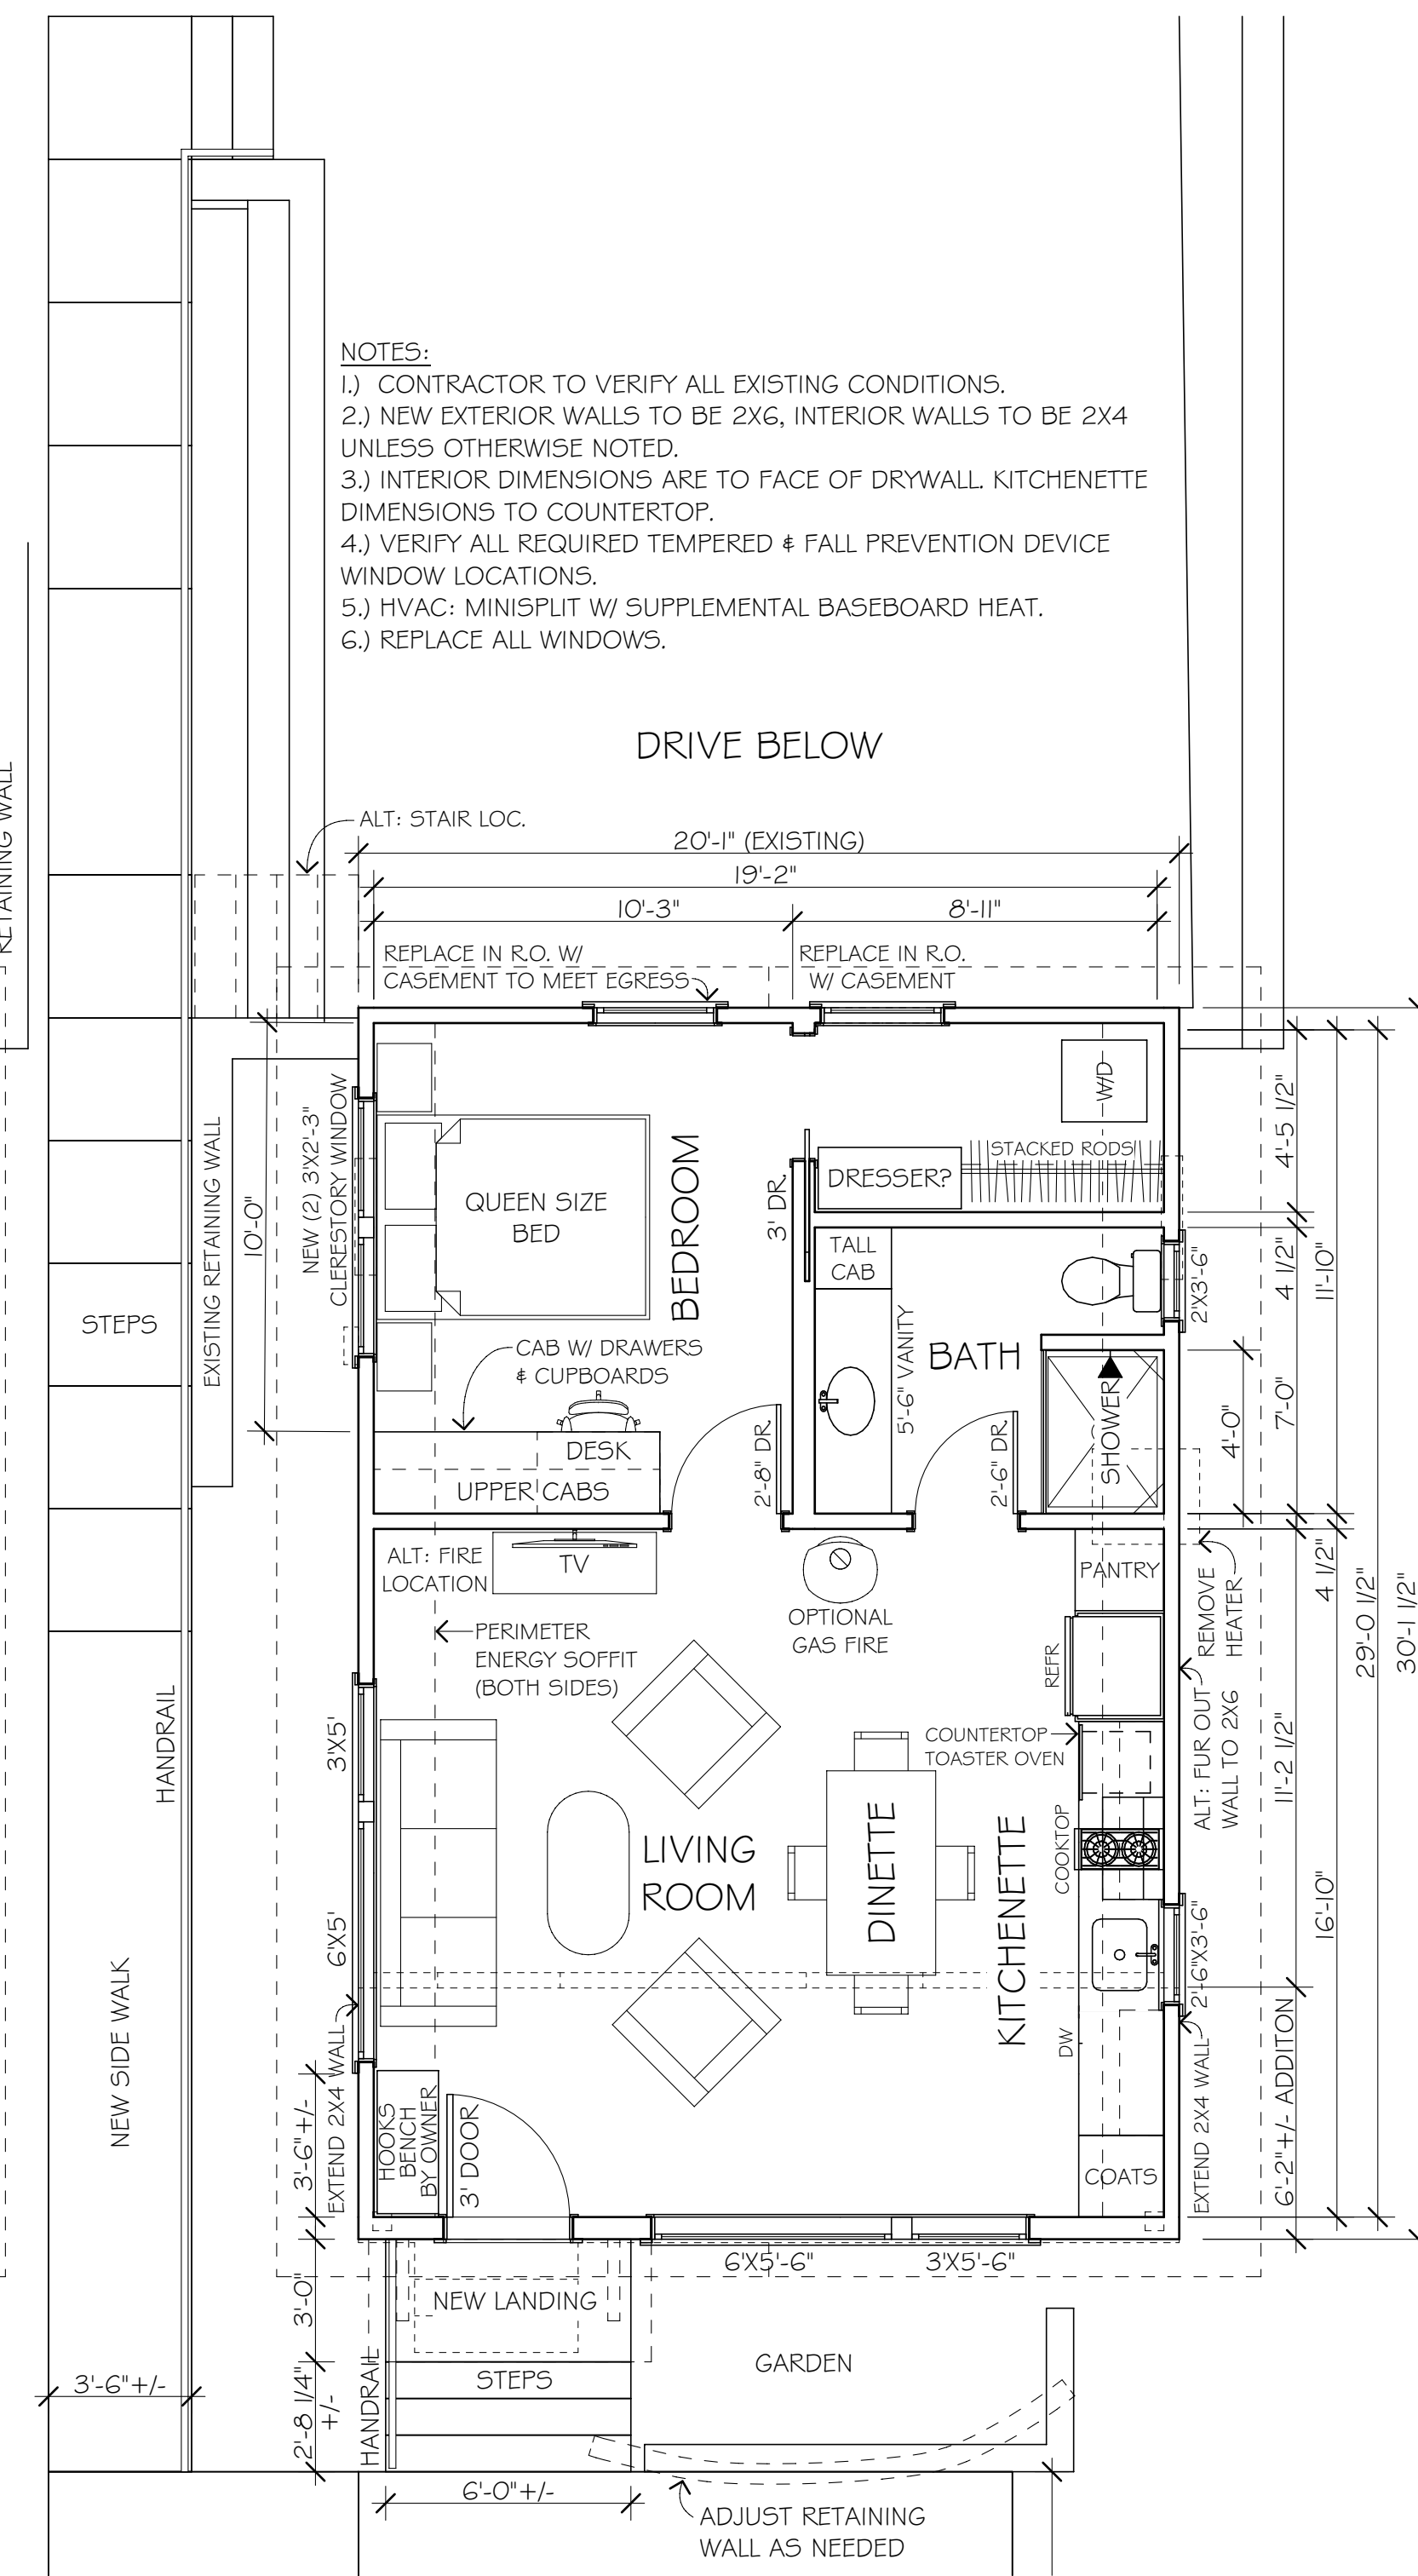 NOTES:
1.) CONTRACTOR TO VERIFY ALL EXISTING CONDITIONS.
2.) NEW EXTERIOR WALLS TO BE 2X6, INTERIOR WALLS TO BE 2X4
UNLESS OTHERWISE NOTED.
3.) INTERIOR DIMENSIONS ARE TO FACE OF DRYWALL. KITCHENETTE
DIMENSIONS TO COUNTERTOP.
4.) VERIFY ALL REQUIRED TEMPERED & FALL PREVENTION DEVICE
WINDOW LOCATIONS.
5.) HVAC: MINISPLIT W/ SUPPLEMENTAL BASEBOARD HEAT.
6.) REPLACE ALL WINDOWS.
DRIVE BELOW
RETAINING WALL
ALT: STAIR LOC.
20'-1" (EXISTING)
19'-2"
10'-3"
8'-11"
REPLACE IN R.O. W/
CASEMENT TO MEET EGRESS
REPLACE IN R.O.
W/ CASEMENT
EXISTING RETAINING WALL
10'-0"
NEW (2) 3'X2'-3"
CLERESTORY WINDOW
QUEEN SIZE
BED
BEDROOM
3' DR.
DRESSER?
STACKED RODS
W/D
TALL
CAB
5'-6" VANITY
BATH
2'X3'-6"
SHOWER
4'-0"
4'-5 1/2"
4 1/2"
11'-10"
7'-0"
STEPS
CAB W/ DRAWERS
& CUPBOARDS
DESK
UPPER CABS
2'-8" DR.
2'-6" DR.
ALT: FIRE
LOCATION
TV
OPTIONAL
GAS FIRE
PANTRY
REMOVE
HEATER
4 1/2"
29'-0 1/2"
30'-1 1/2"
PERIMETER
ENERGY SOFFIT
(BOTH SIDES)
REFR
COUNTERTOP
TOASTER OVEN
ALT: FUR OUT
WALL TO 2X6
11'-2 1/2"
HANDRAIL
3'X5'
6'X5'
LIVING
ROOM
DINETTE
KITCHENETTE
COOKTOP
2'-6"X3'-6"
16'-10"
DW
NEW SIDE WALK
EXTEND 2X4 WALL
3'-6"+/-
HOOKS
BENCH
BY OWNER
3' DOOR
COATS
EXTEND 2X4 WALL
6'-2"+/- ADDITON
6'X5'-6"
3'X5'-6"
3'-0"
NEW LANDING
STEPS
GARDEN
3'-6"+/-
2'-8 1/4"
+/-
HANDRAIL
6'-0"+/-
ADJUST RETAINING
WALL AS NEEDED